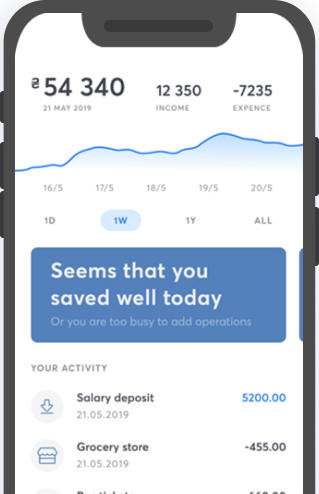 ₴54 340
21 MAY 2019
12 350
INCOME
-7235
EXPENCE
16/5 17/5 18/5 19/5 20/5
1D 1W 1Y ALL
Seems that you
saved well today
Or you are too busy to add operations
YOUR ACTIVITY
Salary deposit 5200.00
21.05.2019
Grocery store -455.00
21.05.2019